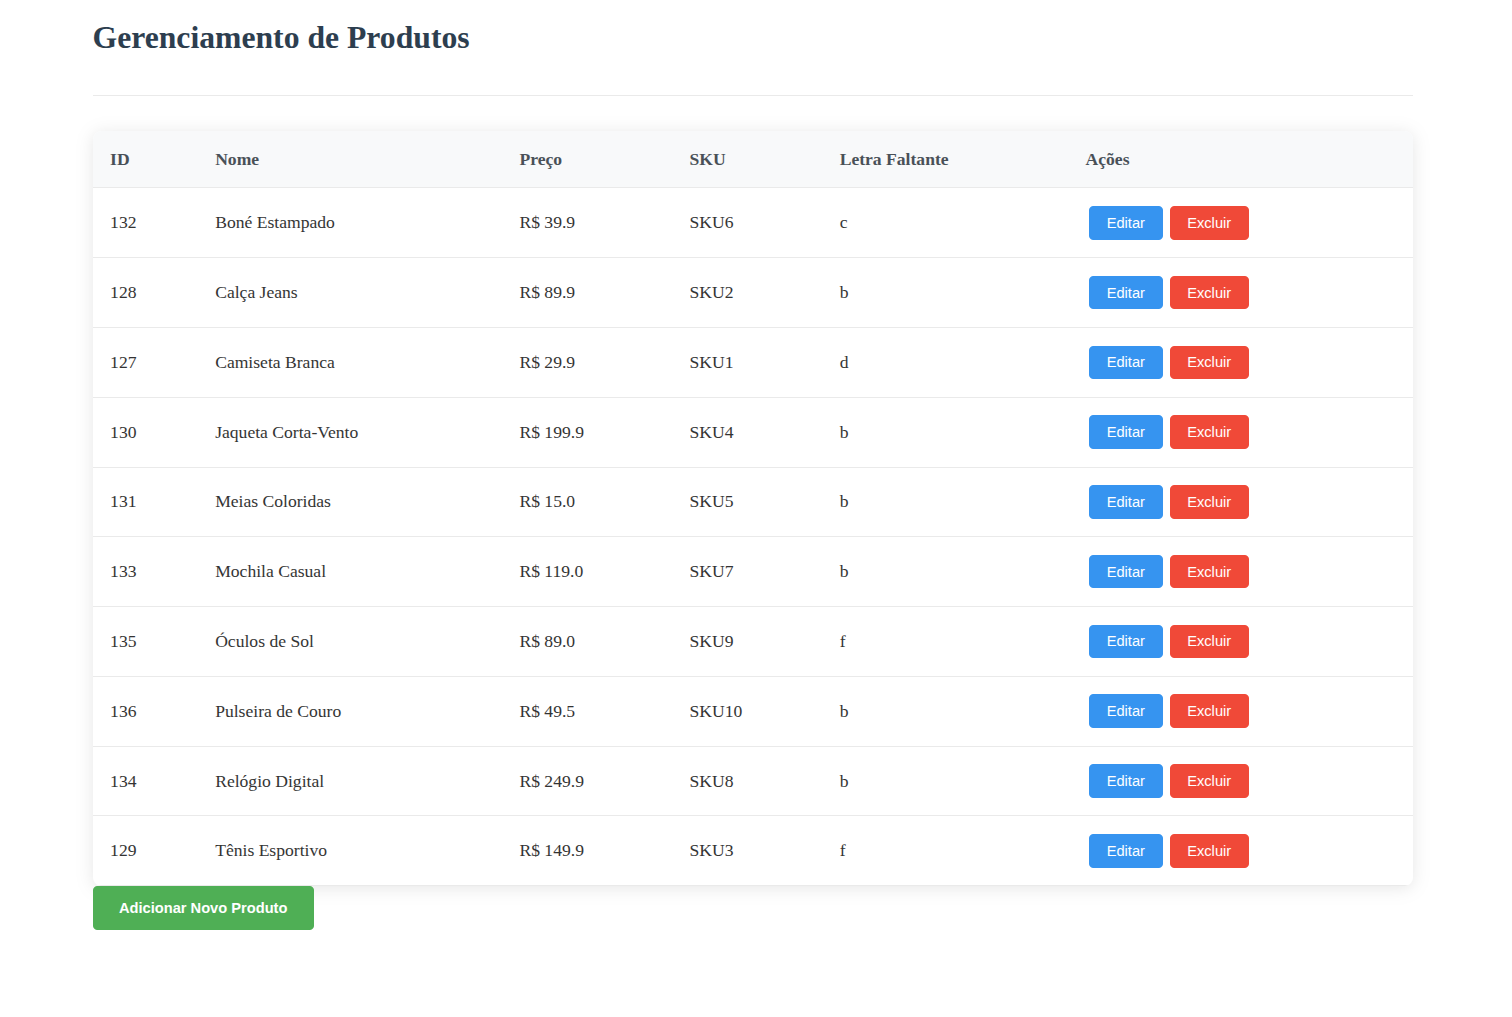 Gerenciamento de Produtos
ID Nome Preço SKU Letra Faltante Ações
132 Boné Estampado R$ 39.9 SKU6 c Editar Excluir
128 Calça Jeans R$ 89.9 SKU2 b Editar Excluir
127 Camiseta Branca R$ 29.9 SKU1 d Editar Excluir
130 Jaqueta Corta-Vento R$ 199.9 SKU4 b Editar Excluir
131 Meias Coloridas R$ 15.0 SKU5 b Editar Excluir
133 Mochila Casual R$ 119.0 SKU7 b Editar Excluir
135 Óculos de Sol R$ 89.0 SKU9 f Editar Excluir
136 Pulseira de Couro R$ 49.5 SKU10 b Editar Excluir
134 Relógio Digital R$ 249.9 SKU8 b Editar Excluir
129 Tênis Esportivo R$ 149.9 SKU3 f Editar Excluir
Adicionar Novo Produto